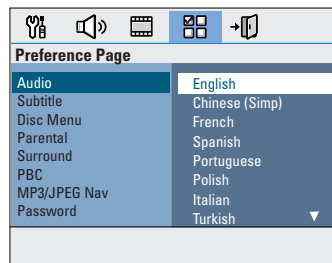 Preference Page
Audio
Subtitle
Disc Menu
Parental
Surround
PBC
MP3/JPEG Nav
Password
English
Chinese (Simp)
French
Spanish
Portuguese
Polish
Italian
Turkish